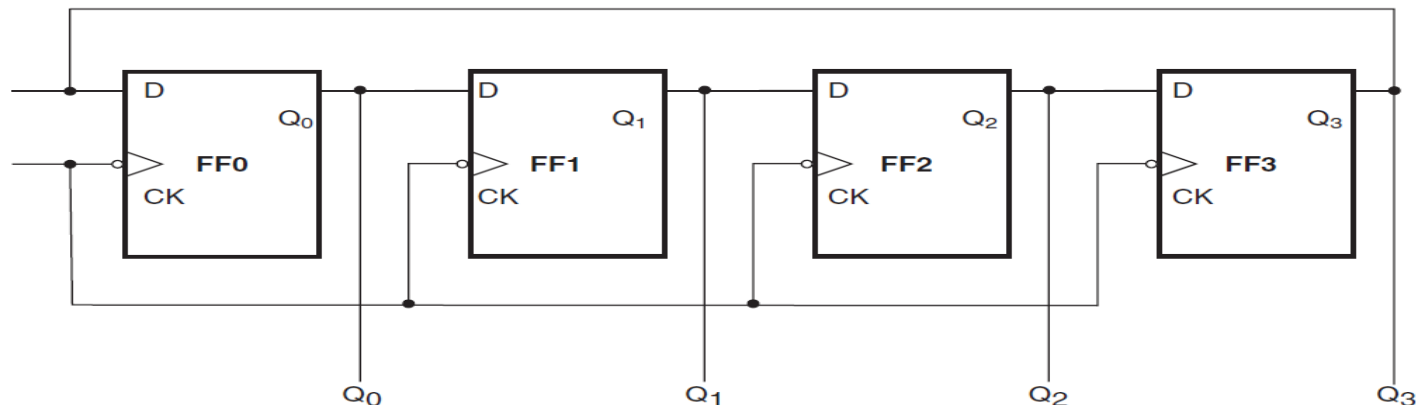 D Q₀ FF0 CK
D Q₁ FF1 CK
D Q₂ FF2 CK
D Q₃ FF3 CK
Q₀ Q₁ Q₂ Q₃